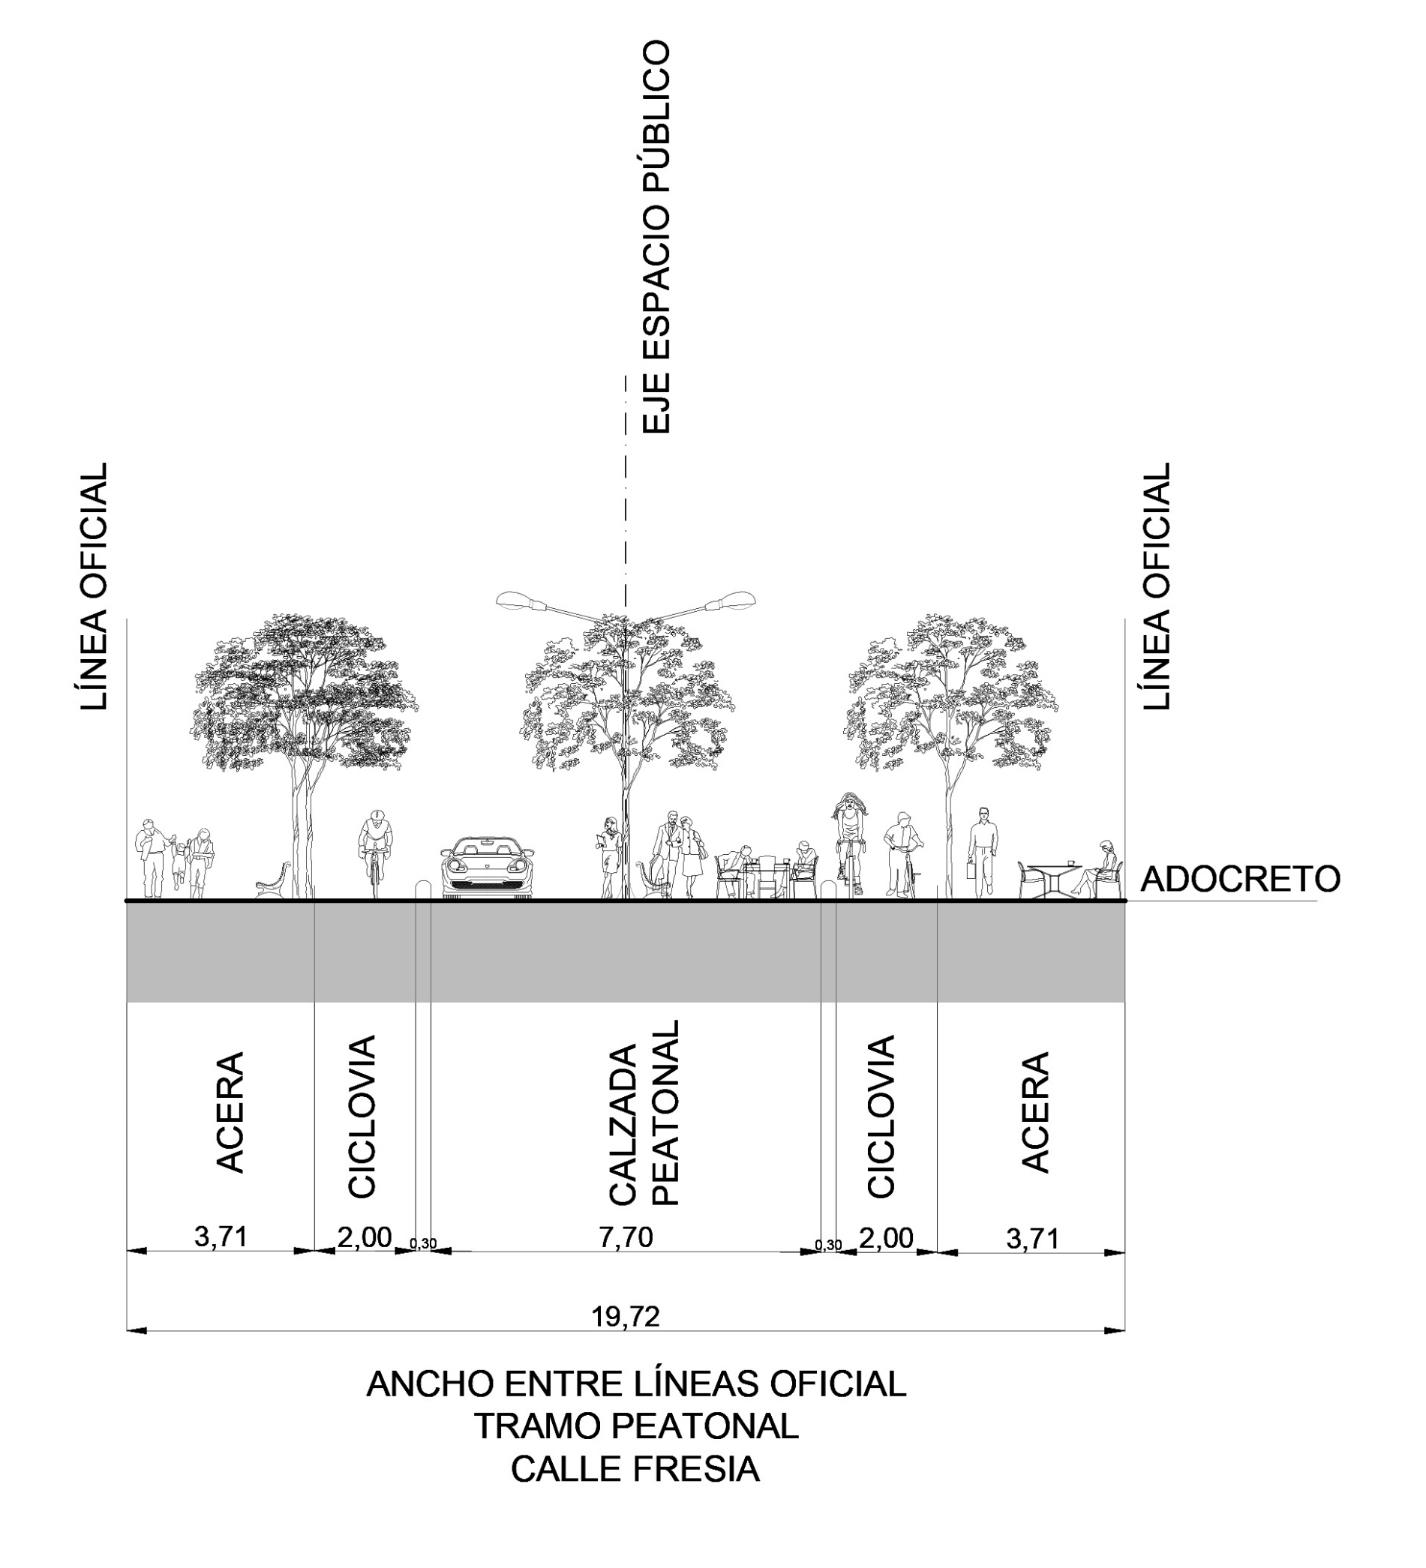 EJE ESPACIO PÚBLICO
LÍNEA OFICIAL
LÍNEA OFICIAL
ADOCRETO
ACERA
CICLOVIA
CALZADA
PEATONAL
CICLOVIA
ACERA
3,71
2,00
0,30
7,70
0,30
2,00
3,71
19,72
ANCHO ENTRE LÍNEAS OFICIAL
TRAMO PEATONAL
CALLE FRESIA